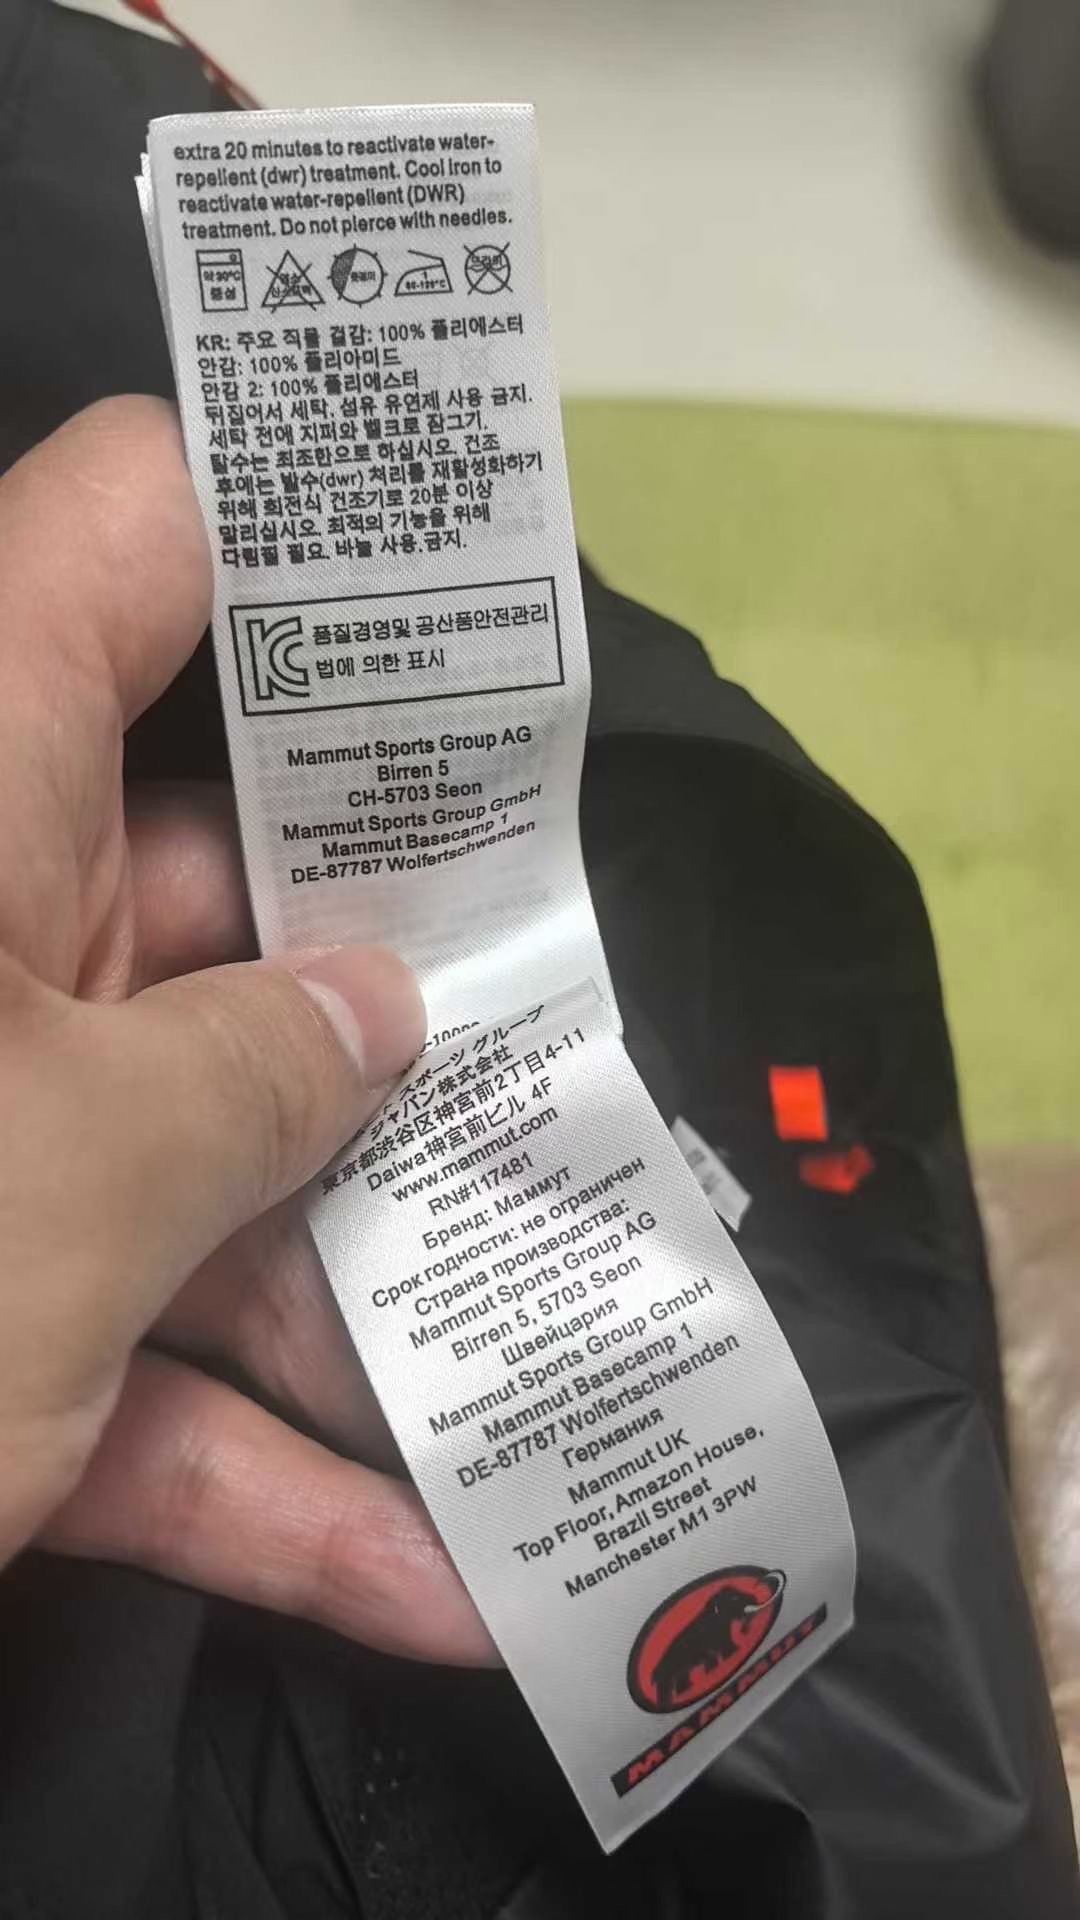 extra 20 minutes to reactivate water-
repellent (dwr) treatment. Cool iron to
reactivate water-repellent (DWR)
treatment. Do not pierce with needles.
약 30°C
중성
염소
드라이
KR: 주요 직물 겉감: 100% 폴리에스터
안감: 100% 폴리아미드
안감 2: 100% 폴리에스터
뒤집어서 세탁. 섬유 유연제 사용 금지.
세탁 전에 지퍼와 벨크로 잠그기.
탈수는 최조한으로 하십시오. 건조
후에는 발수(dwr) 쳐리를 재활성화하기
위해 회전식 건조기로 20분 이상
말리십시오. 최적의 기능을 위해
다림필 필요. 바늘 사용.금지.
KC 품질경영및 공산품안전관리
법에 의한 표시
Mammut Sports Group AG
Birren 5
CH-5703 Seon
Mammut Sports Group GmbH
Mammut Basecamp 1
DE-87787 Wolfertschwenden
スポーツ グループ
ジャパン株式会社
東京都渋谷区神宮前2丁目4-11
Daiwa神宮前ビル 4F
www.mammut.com
RN#117481
Бренд: Маммут
Срок годности: не ограничен
Страна производства:
Mammut Sports Group AG
Birren 5, 5703 Seon
Швейцария
Mammut Sports Group GmbH
Mammut Basecamp 1
DE-87787 Wolfertschwenden
Германия
Mammut UK
Top Floor, Amazon House,
Brazil Street
Manchester M1 3PW
MAMMUT